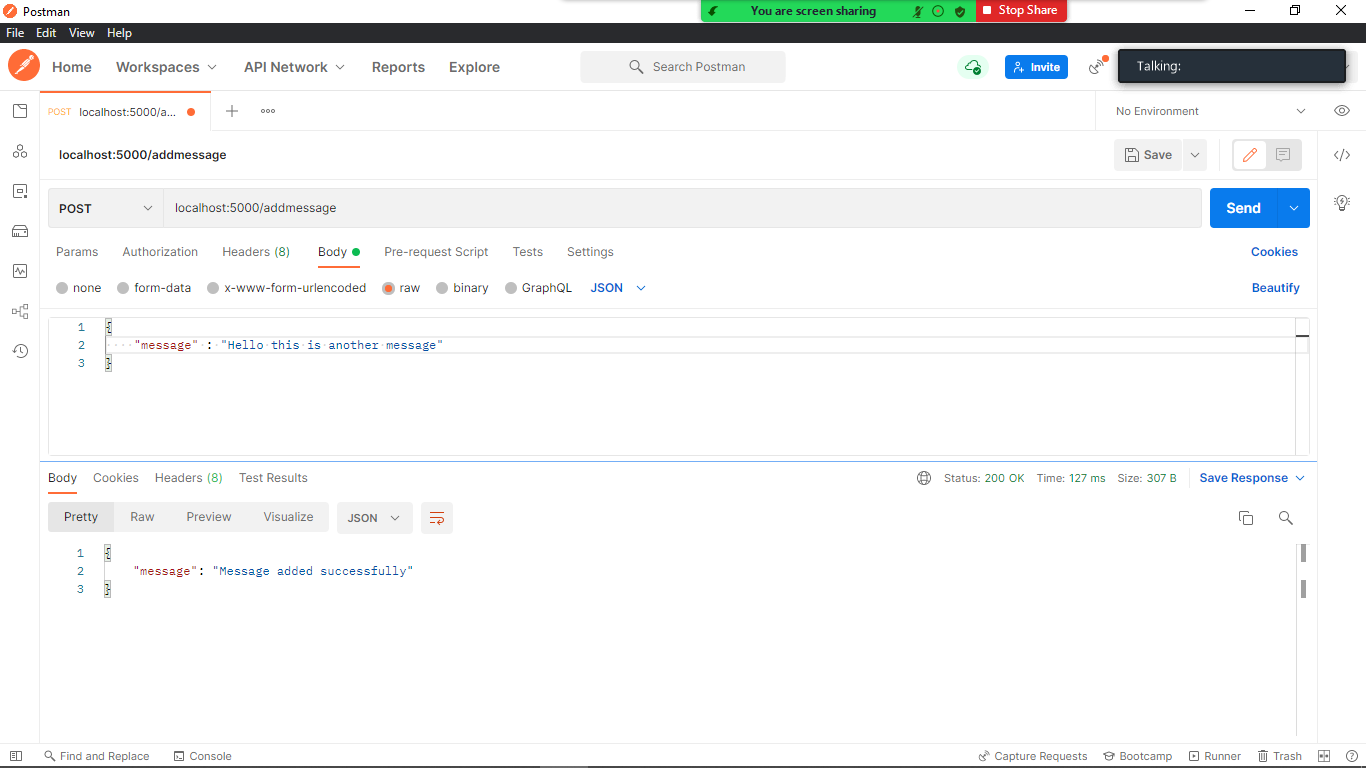 Postman
You are screen sharing
Stop Share
File Edit View Help
Home Workspaces API Network Reports Explore
Search Postman
Invite
Talking:
POST localhost:5000/a...
No Environment
localhost:5000/addmessage
Save
POST localhost:5000/addmessage
Send
Params Authorization Headers (8) Body Pre-request Script Tests Settings
Cookies
none form-data x-www-form-urlencoded raw binary GraphQL JSON
Beautify
1 {
2 "message" : "Hello this is another message"
3 }
Body Cookies Headers (8) Test Results
Status: 200 OK Time: 127 ms Size: 307 B
Save Response
Pretty Raw Preview Visualize JSON
1 {
2 "message": "Message added successfully"
3 }
Find and Replace Console
Capture Requests Bootcamp Runner Trash